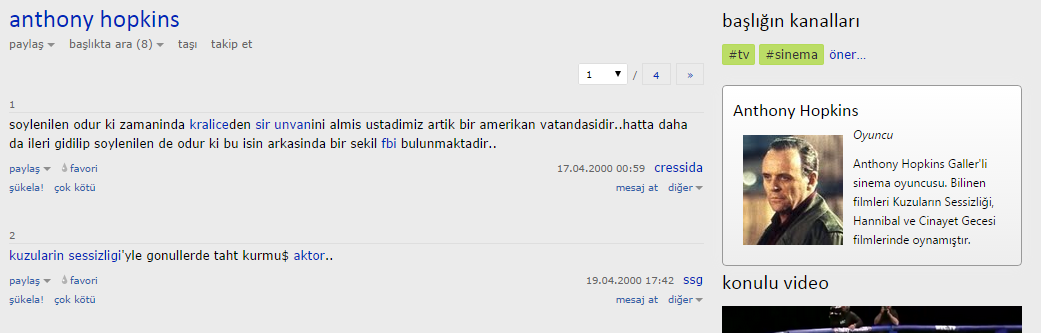 anthony hopkins
paylaş başlıkta ara (8) taşı takip et
1 / 4 »
1
soylenilen odur ki zamaninda kraliceden sir unvanini almis ustadimiz artik bir amerikan vatandasidir..hatta daha
da ileri gidilip soylenilen de odur ki bu isin arkasinda bir sekil fbi bulunmaktadir..
paylaş favori 17.04.2000 00:59 cressida
şükela! çok kötü mesaj at diğer
2
kuzularin sessizligi'yle gonullerde taht kurmu$ aktor..
paylaş favori 19.04.2000 17:42 ssg
şükela! çok kötü mesaj at diğer
başlığın kanalları
#tv #sinema öner...
Anthony Hopkins
Oyuncu
Anthony Hopkins Galler'li
sinema oyuncusu. Bilinen
filmleri Kuzuların Sessizliği,
Hannibal ve Cinayet Gecesi
filmlerinde oynamıştır.
konulu video